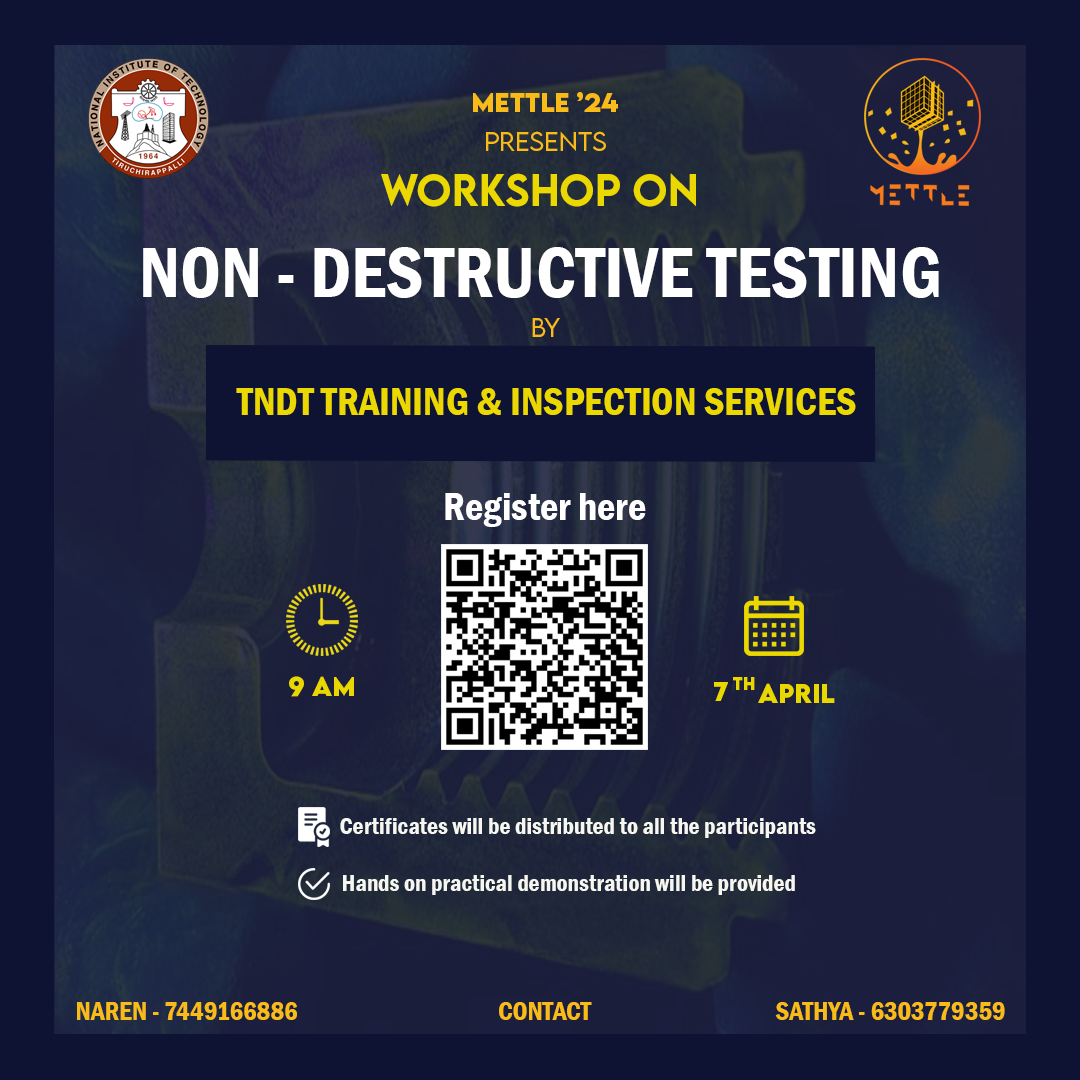 NATIONAL INSTITUTE OF TECHNOLOGY
1964
TIRUCHIRAPPALLI
METTLE
METTLE ’24
PRESENTS
WORKSHOP ON
NON - DESTRUCTIVE TESTING
BY
TNDT TRAINING & INSPECTION SERVICES
Register here
9 AM
7 TH APRIL
Certificates will be distributed to all the participants
Hands on practical demonstration will be provided
NAREN - 7449166886
CONTACT
SATHYA - 6303779359